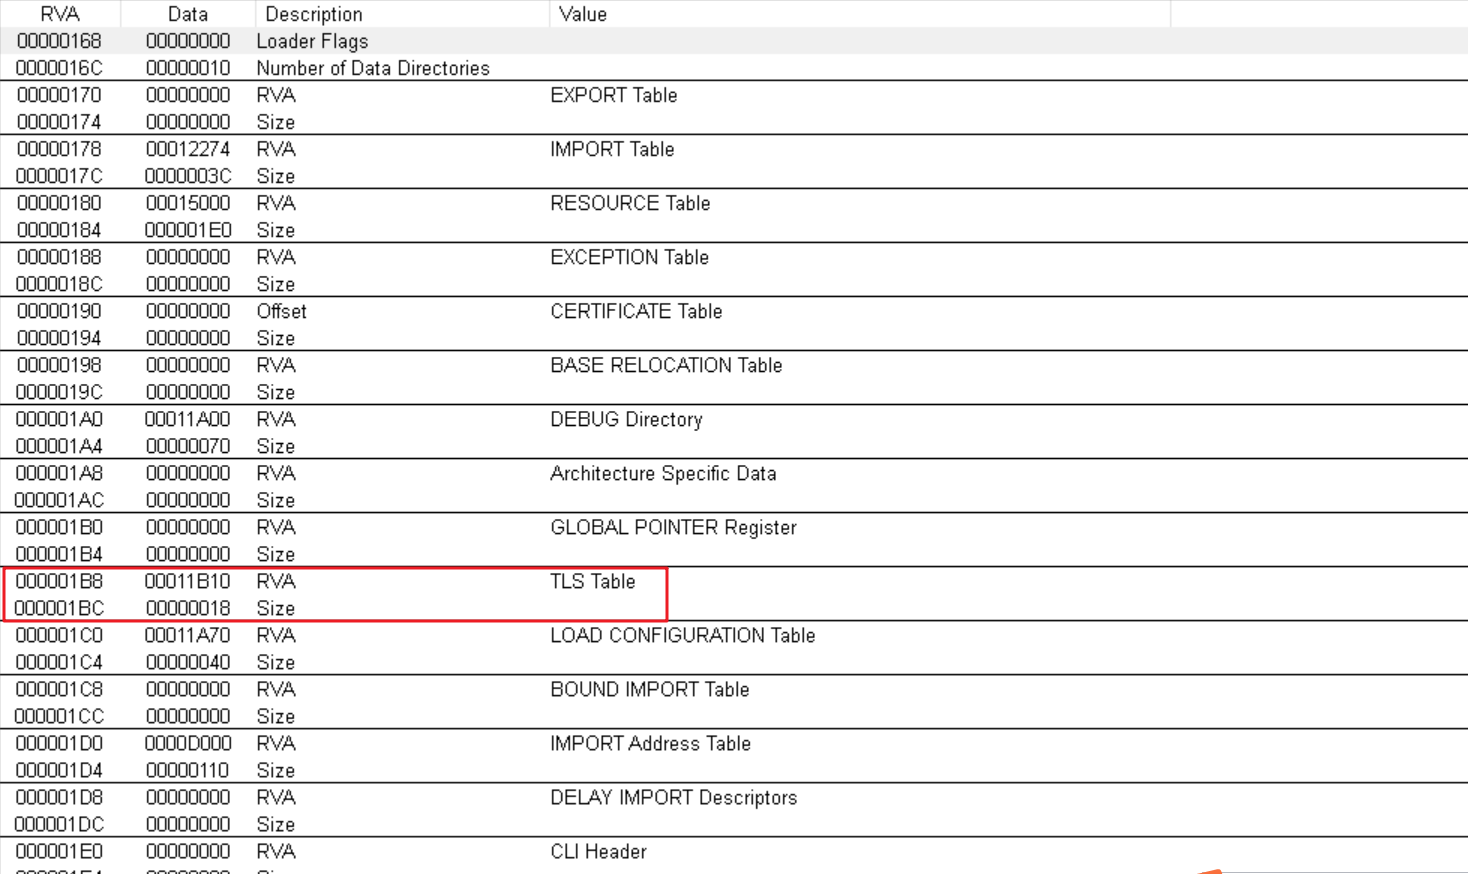 RVA Data Description Value
00000168 00000000 Loader Flags
0000016C 00000010 Number of Data Directories
00000170 00000000 RVA EXPORT Table
00000174 00000000 Size
00000178 00012274 RVA IMPORT Table
0000017C 0000003C Size
00000180 00015000 RVA RESOURCE Table
00000184 000001E0 Size
00000188 00000000 RVA EXCEPTION Table
0000018C 00000000 Size
00000190 00000000 Offset CERTIFICATE Table
00000194 00000000 Size
00000198 00000000 RVA BASE RELOCATION Table
0000019C 00000000 Size
000001A0 00011A00 RVA DEBUG Directory
000001A4 00000070 Size
000001A8 00000000 RVA Architecture Specific Data
000001AC 00000000 Size
000001B0 00000000 RVA GLOBAL POINTER Register
000001B4 00000000 Size
000001B8 00011B10 RVA TLS Table
000001BC 00000018 Size
000001C0 00011A70 RVA LOAD CONFIGURATION Table
000001C4 00000040 Size
000001C8 00000000 RVA BOUND IMPORT Table
000001CC 00000000 Size
000001D0 0000D000 RVA IMPORT Address Table
000001D4 00000110 Size
000001D8 00000000 RVA DELAY IMPORT Descriptors
000001DC 00000000 Size
000001E0 00000000 RVA CLI Header